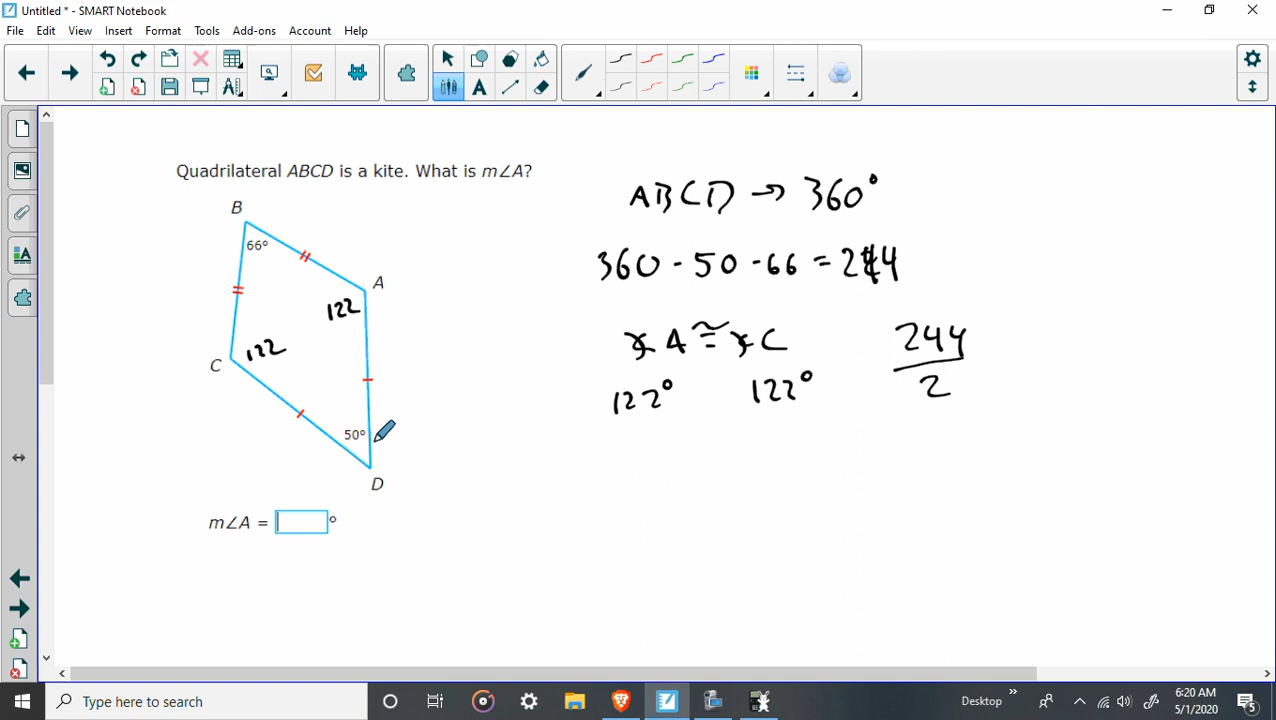 Untitled * - SMART Notebook
File Edit View Insert Format Tools Add-ons Account Help
Quadrilateral ABCD is a kite. What is m∠A?
B
66°
A
122
C
122
50°
D
m∠A = °
ABCD → 360°
360 - 50 - 66 = 244
∡A ≅ ∡C
122° 122°
244
2
Type here to search
Desktop
6:20 AM
5/1/2020
5